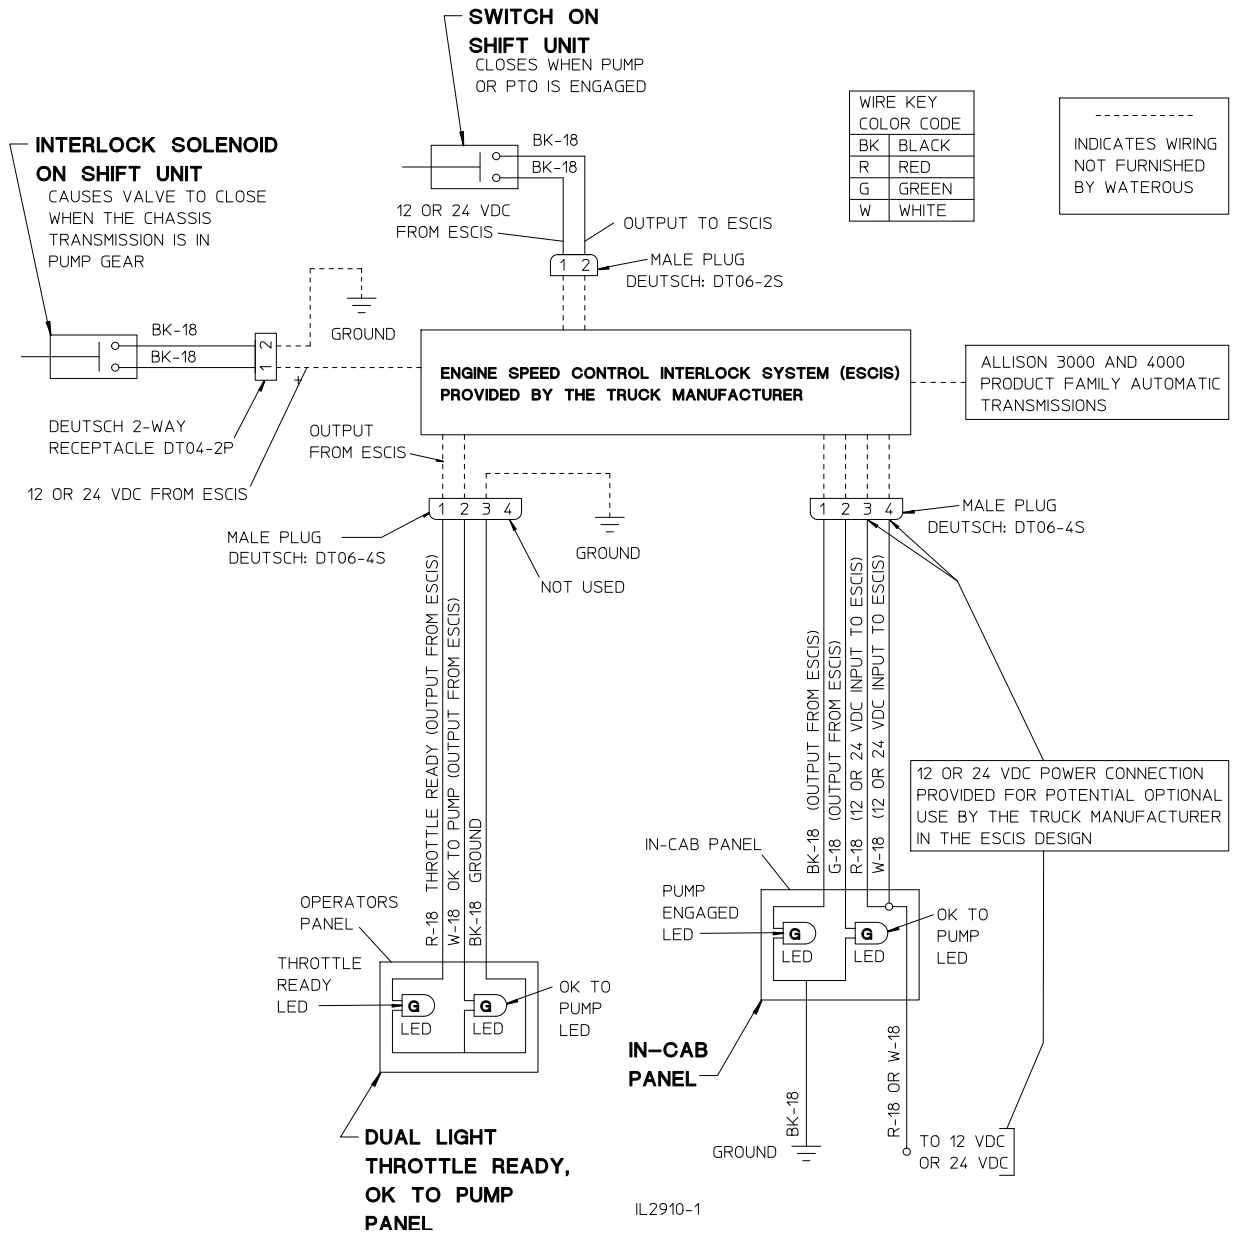 SWITCH ON
SHIFT UNIT
CLOSES WHEN PUMP
OR PTO IS ENGAGED
WIRE KEY
COLOR CODE
BK BLACK
R RED
G GREEN
W WHITE
INDICATES WIRING
NOT FURNISHED
BY WATEROUS
INTERLOCK SOLENOID
ON SHIFT UNIT
CAUSES VALVE TO CLOSE
WHEN THE CHASSIS
TRANSMISSION IS IN
PUMP GEAR
BK-18
BK-18
12 OR 24 VDC
FROM ESCIS
OUTPUT TO ESCIS
1 2
MALE PLUG
DEUTSCH: DT06-2S
GROUND
BK-18
BK-18
2
1
+
DEUTSCH 2-WAY
RECEPTACLE DT04-2P
12 OR 24 VDC FROM ESCIS
ENGINE SPEED CONTROL INTERLOCK SYSTEM (ESCIS)
PROVIDED BY THE TRUCK MANUFACTURER
ALLISON 3000 AND 4000
PRODUCT FAMILY AUTOMATIC
TRANSMISSIONS
OUTPUT
FROM ESCIS
1 2 3 4
MALE PLUG
DEUTSCH: DT06-4S
GROUND
NOT USED
1 2 3 4
MALE PLUG
DEUTSCH: DT06-4S
R-18 THROTTLE READY (OUTPUT FROM ESCIS)
W-18 OK TO PUMP (OUTPUT FROM ESCIS)
BK-18 GROUND
BK-18 (OUTPUT FROM ESCIS)
G-18 (OUTPUT FROM ESCIS)
R-18 (12 OR 24 VDC INPUT TO ESCIS)
W-18 (12 OR 24 VDC INPUT TO ESCIS)
12 OR 24 VDC POWER CONNECTION
PROVIDED FOR POTENTIAL OPTIONAL
USE BY THE TRUCK MANUFACTURER
IN THE ESCIS DESIGN
OPERATORS
PANEL
THROTTLE
READY
LED
G
LED
G
LED
OK TO
PUMP
LED
DUAL LIGHT
THROTTLE READY,
OK TO PUMP
PANEL
IN-CAB PANEL
PUMP
ENGAGED
LED
G
LED
G
LED
OK TO
PUMP
LED
IN-CAB
PANEL
BK-18
GROUND
R-18 OR W-18
TO 12 VDC
OR 24 VDC
IL2910-1